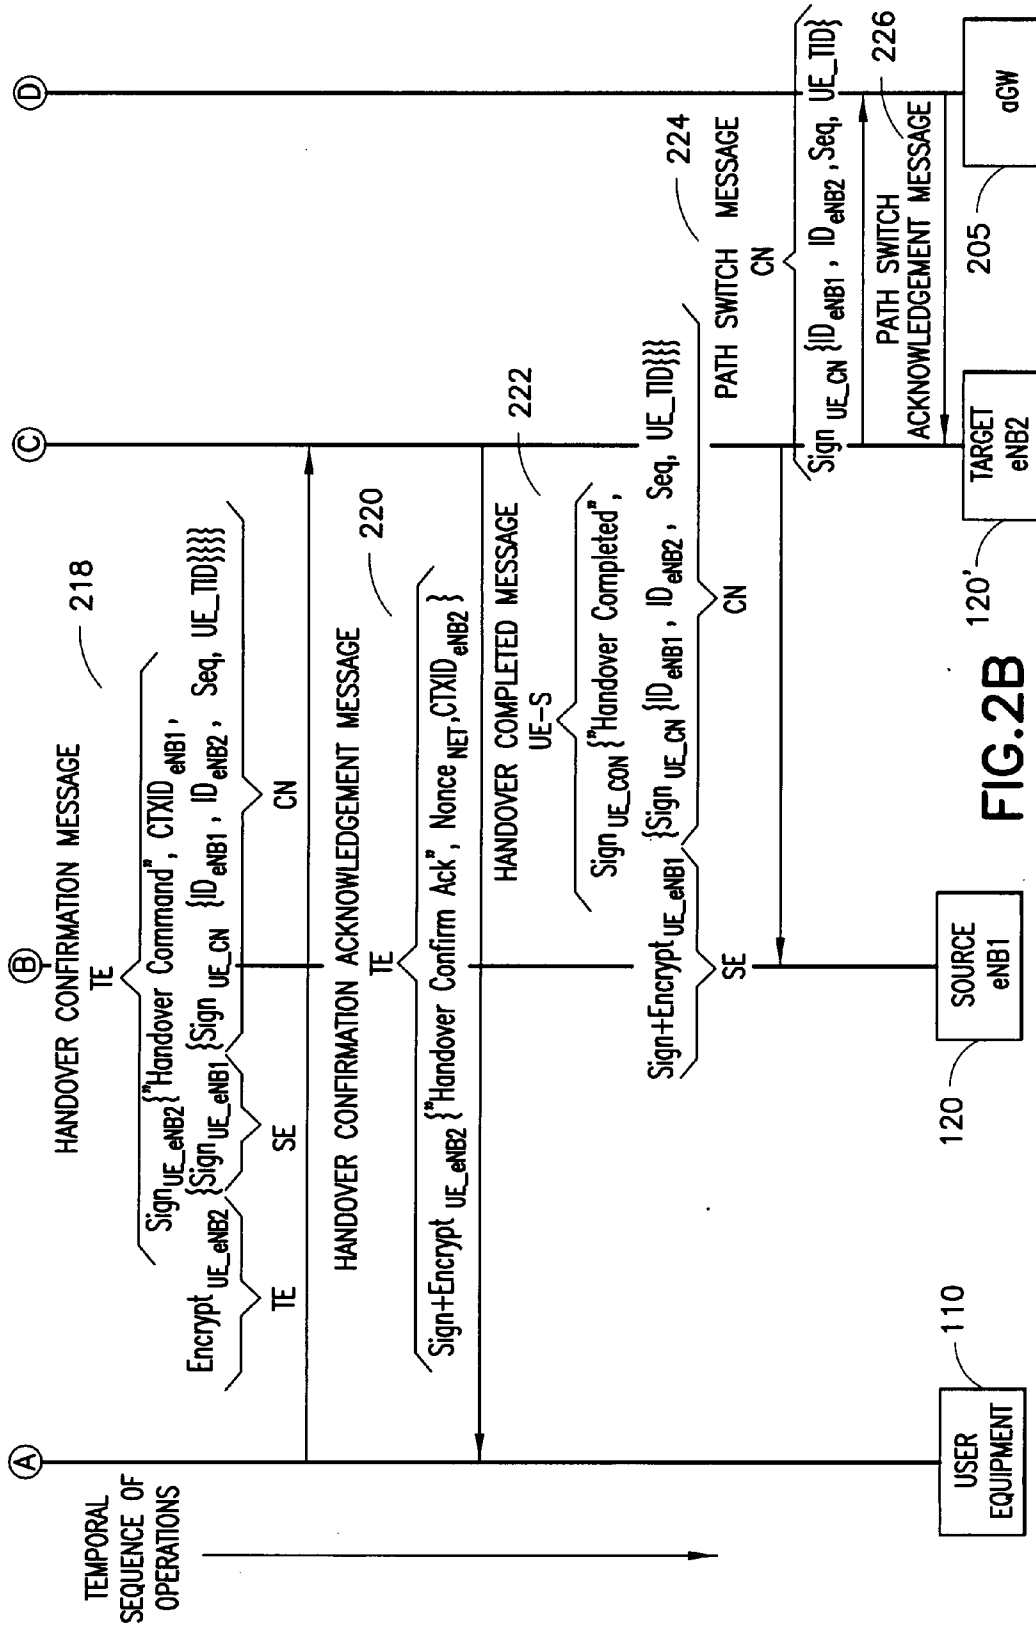 TEMPORAL
SEQUENCE OF
OPERATIONS
A
B
C
D
HANDOVER CONFIRMATION MESSAGE
218
TE
Sign UE_eNB2 {"Handover Command", CTXID eNB1,
Encrypt UE_eNB2 {Sign UE_eNB1 {Sign UE_CN {ID eNB1, ID eNB2, Seq, UE_TID}}}}}
TE
SE
CN
HANDOVER CONFIRMATION ACKNOWLEDGEMENT MESSAGE
220
TE
Sign+Encrypt UE_eNB2 {"Handover Confirm Ack", Nonce NET, CTXID eNB2}
HANDOVER COMPLETED MESSAGE
222
UE-S
Sign UE_CON {"Handover Completed",
Sign+Encrypt UE_eNB1 {Sign UE_CN {ID eNB1, ID eNB2, Seq, UE_TID}}}}
SE
CN
PATH SWITCH MESSAGE
224
CN
Sign UE_CN {ID eNB1, ID eNB2, Seq, UE_TID}
PATH SWITCH
ACKNOWLEDGEMENT MESSAGE
226
USER
EQUIPMENT
110
SOURCE
eNB1
120
TARGET
eNB2
120'
aGW
205
FIG.2B